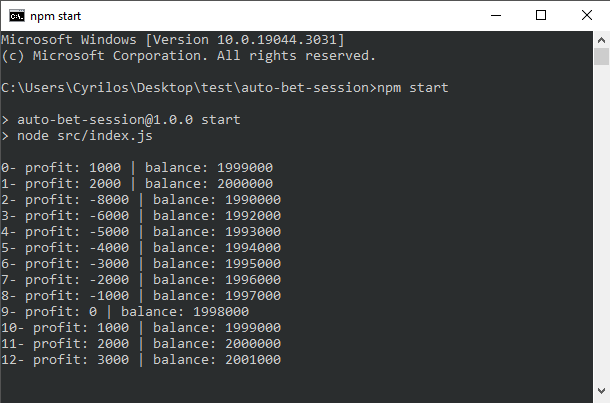 npm start
Microsoft Windows [Version 10.0.19044.3031]
(c) Microsoft Corporation. All rights reserved.
C:\Users\Cyrilos\Desktop\test\auto-bet-session>npm start
> auto-bet-session@1.0.0 start
> node src/index.js
0- profit: 1000 | balance: 1999000
1- profit: 2000 | balance: 2000000
2- profit: -8000 | balance: 1990000
3- profit: -6000 | balance: 1992000
4- profit: -5000 | balance: 1993000
5- profit: -4000 | balance: 1994000
6- profit: -3000 | balance: 1995000
7- profit: -2000 | balance: 1996000
8- profit: -1000 | balance: 1997000
9- profit: 0 | balance: 1998000
10- profit: 1000 | balance: 1999000
11- profit: 2000 | balance: 2000000
12- profit: 3000 | balance: 2001000